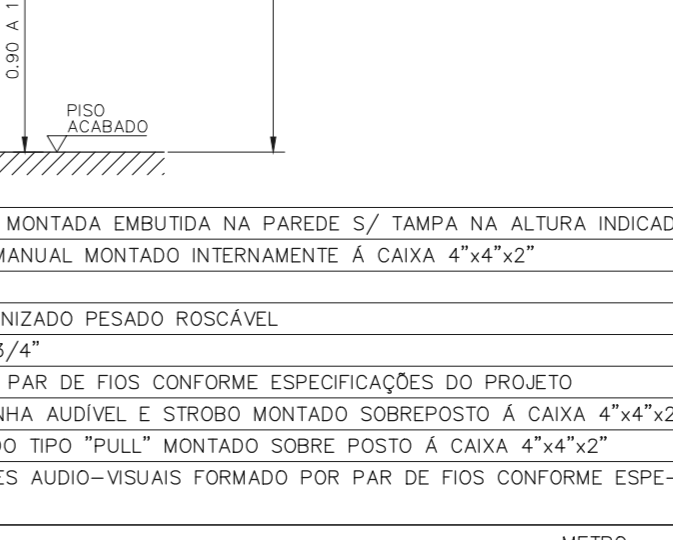 0.90 A 1
PISO
ACABADO
MONTADA EMBUTIDA NA PAREDE S/ TAMPA NA ALTURA INDICAD
MANUAL MONTADO INTERNAMENTE Á CAIXA 4"x4"x2"
NIZADO PESADO ROSCÁVEL
3/4"
PAR DE FIOS CONFORME ESPECIFICAÇÕES DO PROJETO
NHA AUDÍVEL E STROBO MONTADO SOBREPOSTO Á CAIXA 4"x4"x2
DO TIPO "PULL" MONTADO SOBRE POSTO Á CAIXA 4"x4"x2"
ES AUDIO-VISUAIS FORMADO POR PAR DE FIOS CONFORME ESPE-
METRO